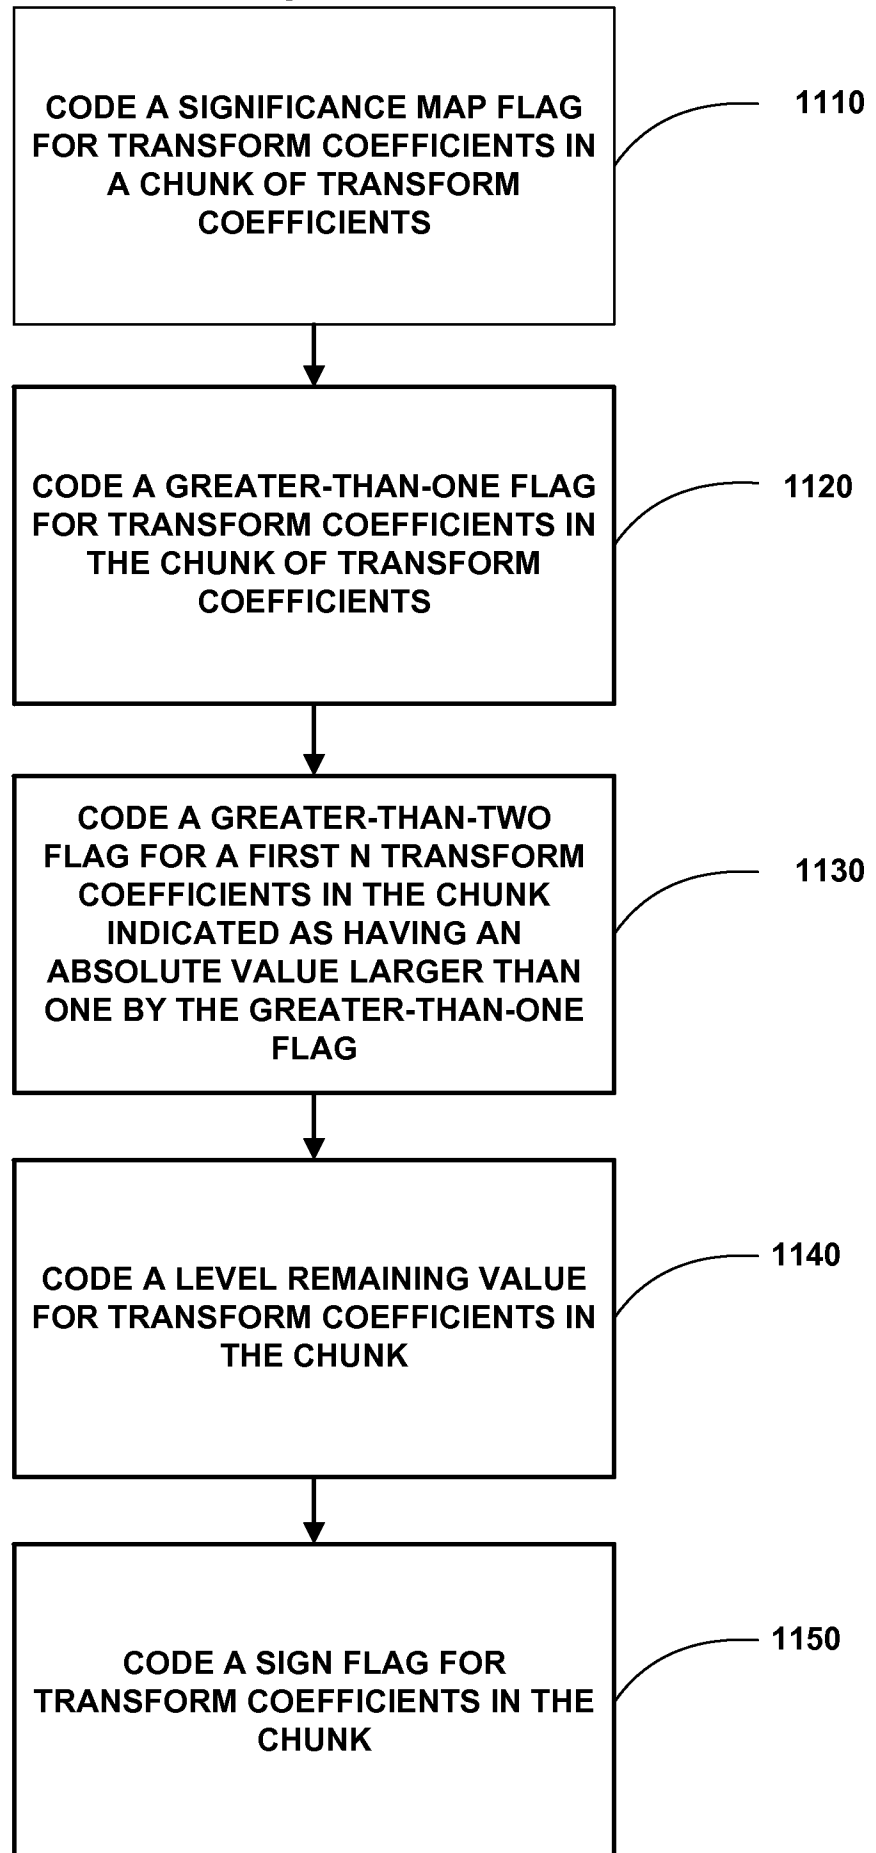 CODE A SIGNIFICANCE MAP FLAG
FOR TRANSFORM COEFFICIENTS IN
A CHUNK OF TRANSFORM
COEFFICIENTS
1110
CODE A GREATER-THAN-ONE FLAG
FOR TRANSFORM COEFFICIENTS IN
THE CHUNK OF TRANSFORM
COEFFICIENTS
1120
CODE A GREATER-THAN-TWO
FLAG FOR A FIRST N TRANSFORM
COEFFICIENTS IN THE CHUNK
INDICATED AS HAVING AN
ABSOLUTE VALUE LARGER THAN
ONE BY THE GREATER-THAN-ONE
FLAG
1130
CODE A LEVEL REMAINING VALUE
FOR TRANSFORM COEFFICIENTS IN
THE CHUNK
1140
CODE A SIGN FLAG FOR
TRANSFORM COEFFICIENTS IN THE
CHUNK
1150